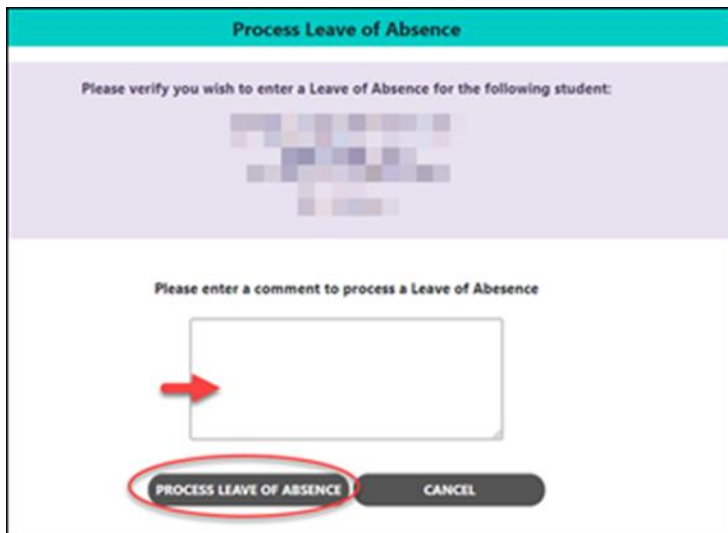 Process Leave of Absence
Please verify you wish to enter a Leave of Absence for the following student:
Please enter a comment to process a Leave of Abesence
PROCESS LEAVE OF ABSENCE
CANCEL